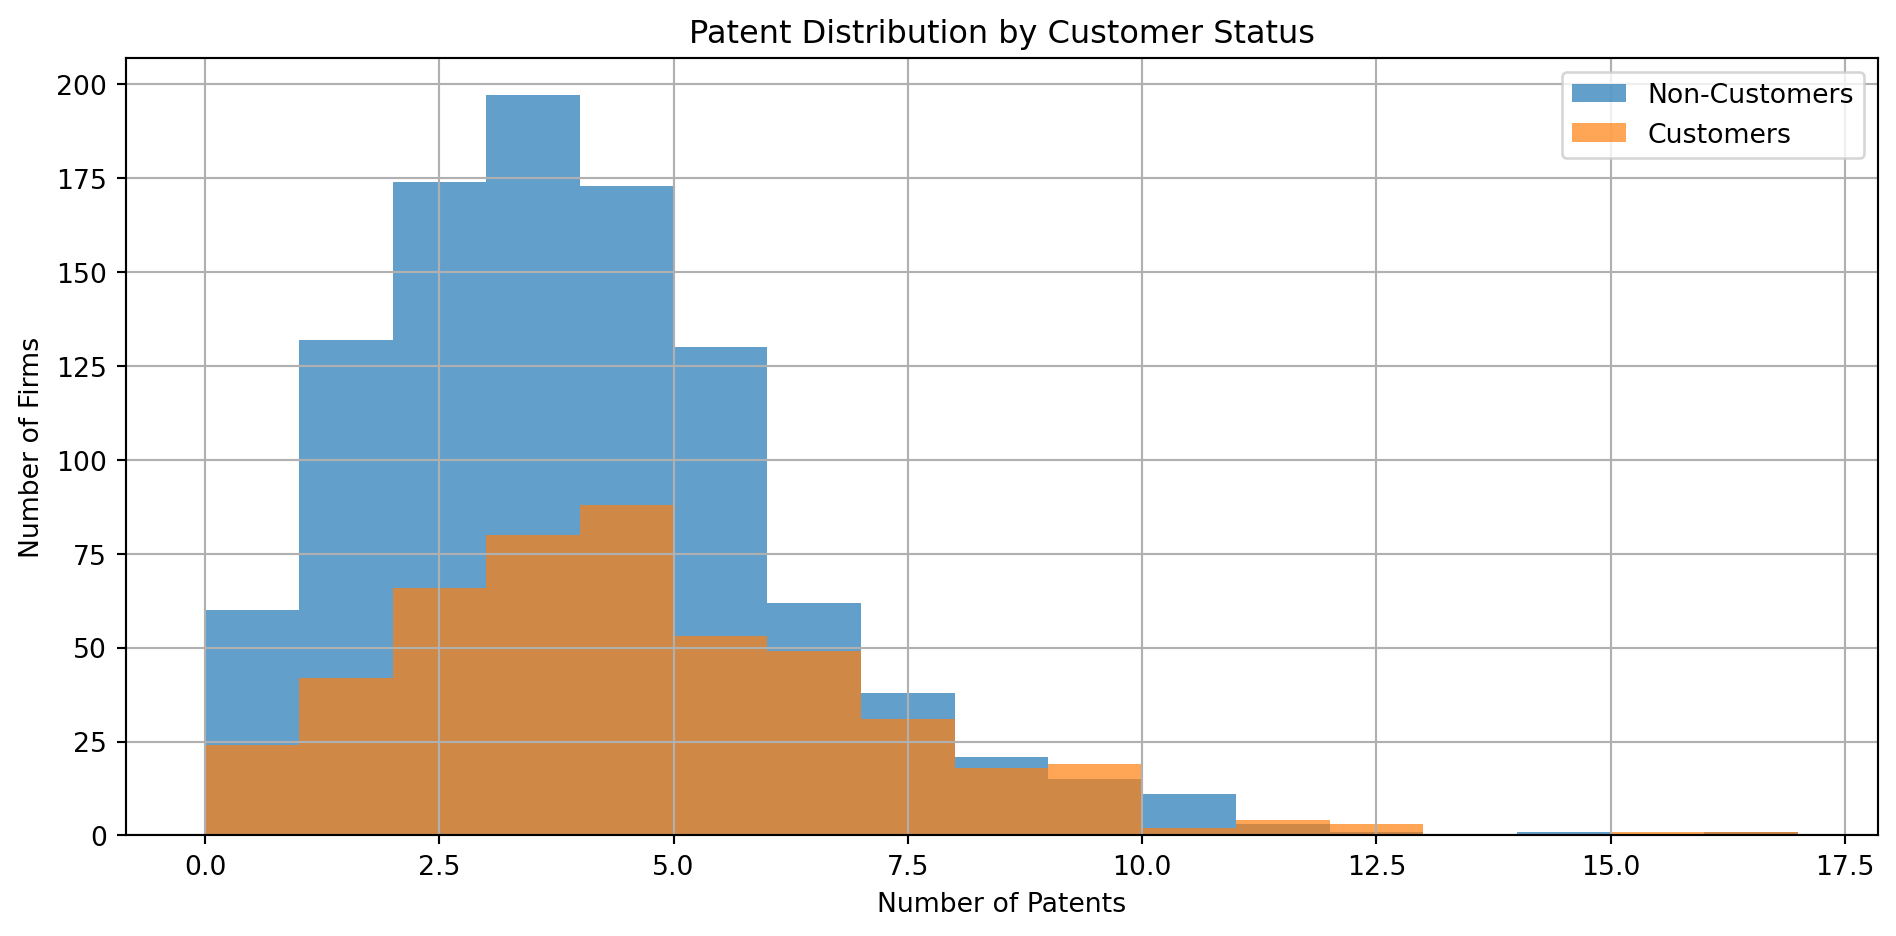 Patent Distribution by Customer Status
Non-Customers
Customers
200
175
150
125
100
75
50
25
0
Number of Firms
0.0 2.5 5.0 7.5 10.0 12.5 15.0 17.5
Number of Patents